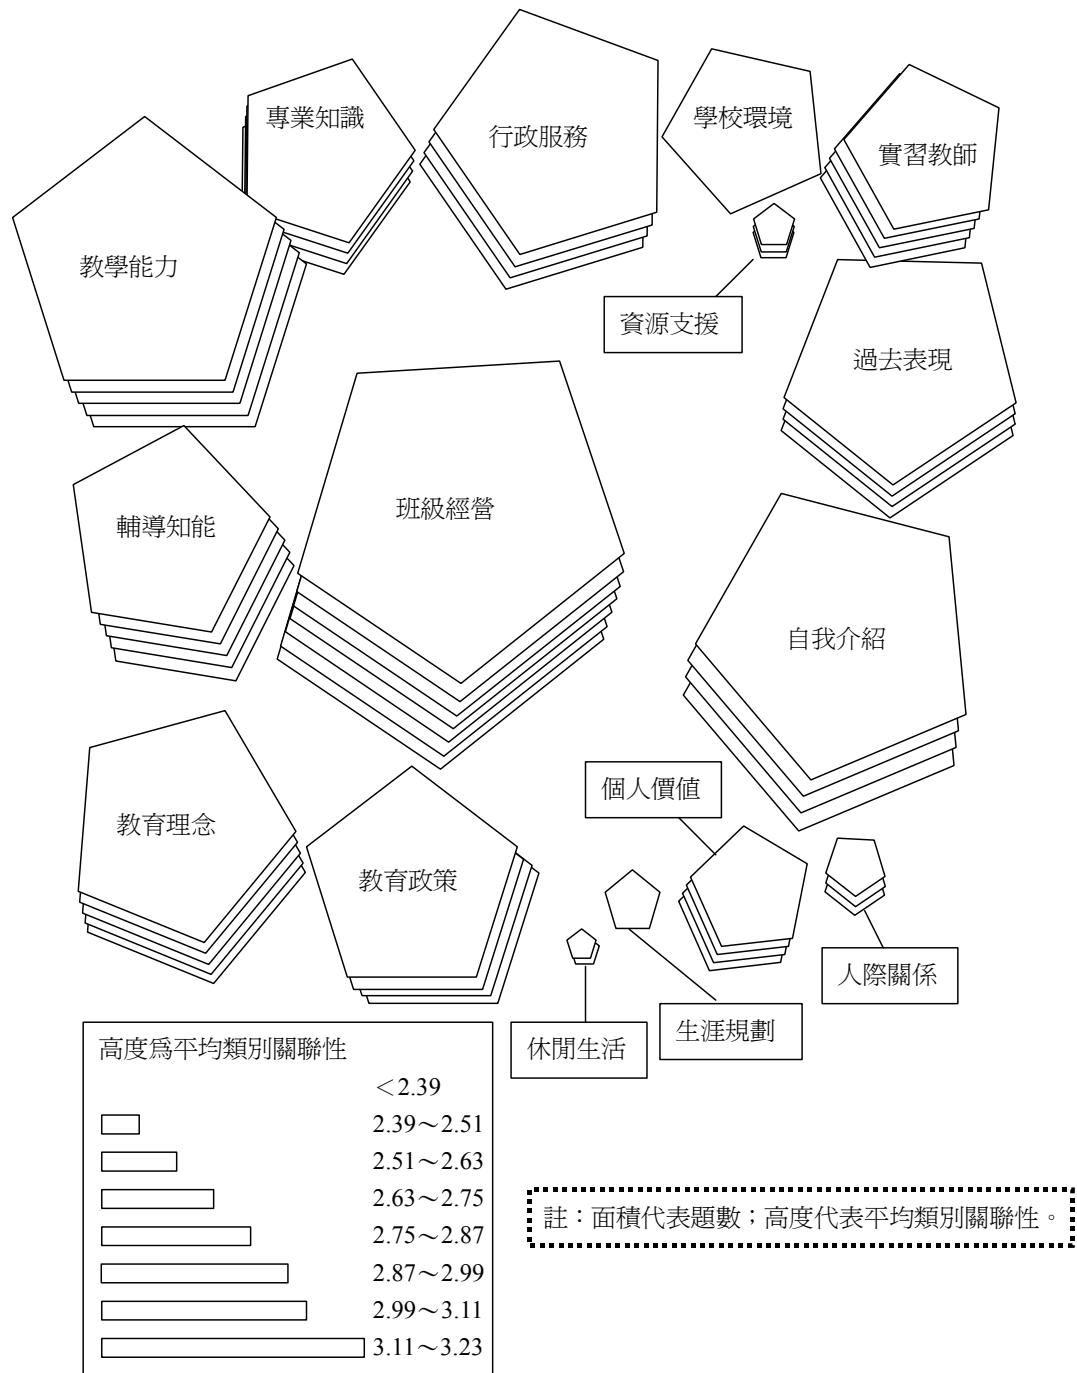 專業知識
行政服務
學校環境
實習教師
教學能力
資源支援
過去表現
輔導知能
班級經營
自我介紹
個人價值
教育理念
教育政策
人際關係
生涯規劃
休閒生活
高度爲平均類別關聯性
＜2.39
2.39～2.51
2.51～2.63
2.63～2.75
2.75～2.87
2.87～2.99
2.99～3.11
3.11～3.23
註：面積代表題數；高度代表平均類別關聯性。